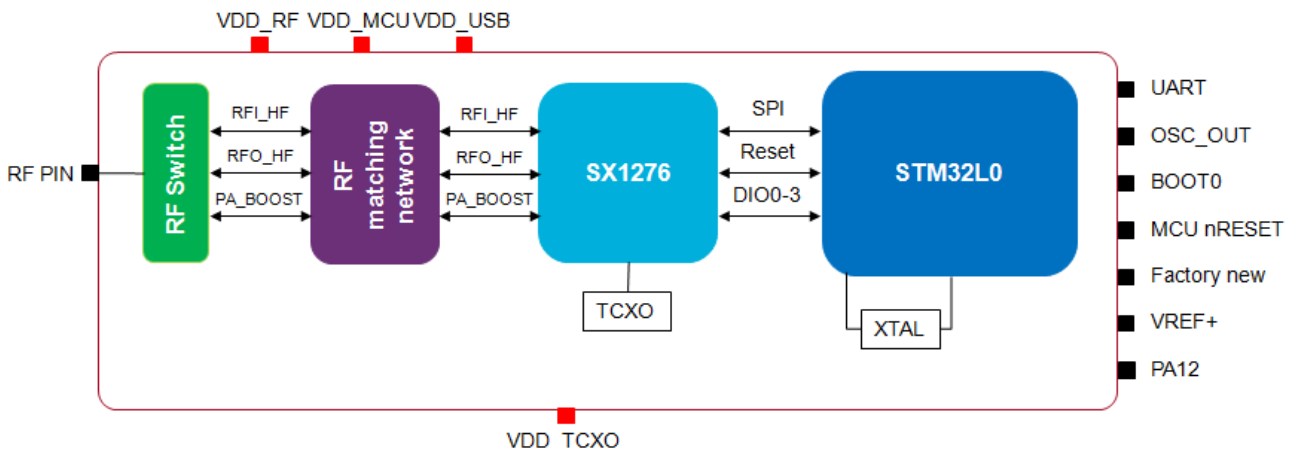 VDD_RF VDD_MCU VDD_USB
RF PIN
RF Switch
RFI_HF
RFO_HF
PA_BOOST
RF
matching
network
RFI_HF
RFO_HF
PA_BOOST
SX1276
TCXO
SPI
Reset
DIO0-3
STM32L0
XTAL
UART
OSC_OUT
BOOT0
MCU nRESET
Factory new
VREF+
PA12
VDD_TCXO